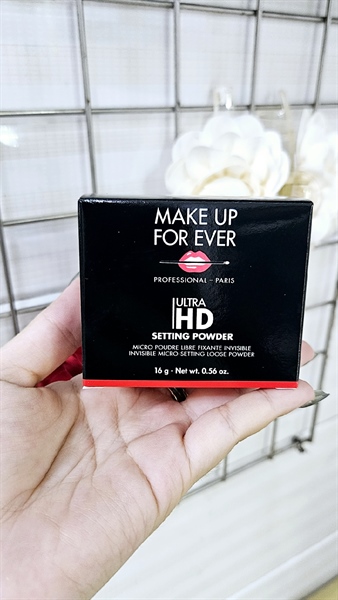 MAKE UP
FOR EVER
PROFESSIONAL - PARIS
ULTRA
HD
SETTING POWDER
MICRO POUDRE LIBRE FIXANTE INVISIBLE
INVISIBLE MICRO SETTING LOOSE POWDER
16 g - Net wt. 0.56 oz.